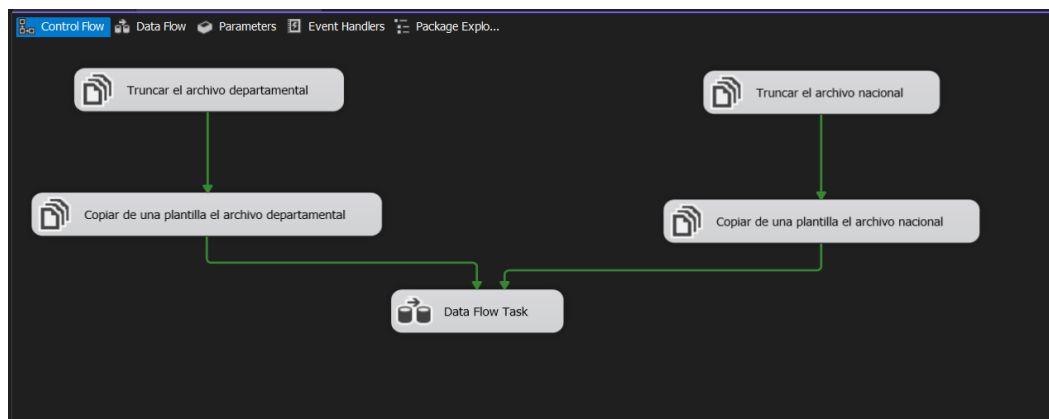 Control Flow Data Flow Parameters Event Handlers Package Explo...
Truncar el archivo departamental
Truncar el archivo nacional
Copiar de una plantilla el archivo departamental
Copiar de una plantilla el archivo nacional
Data Flow Task